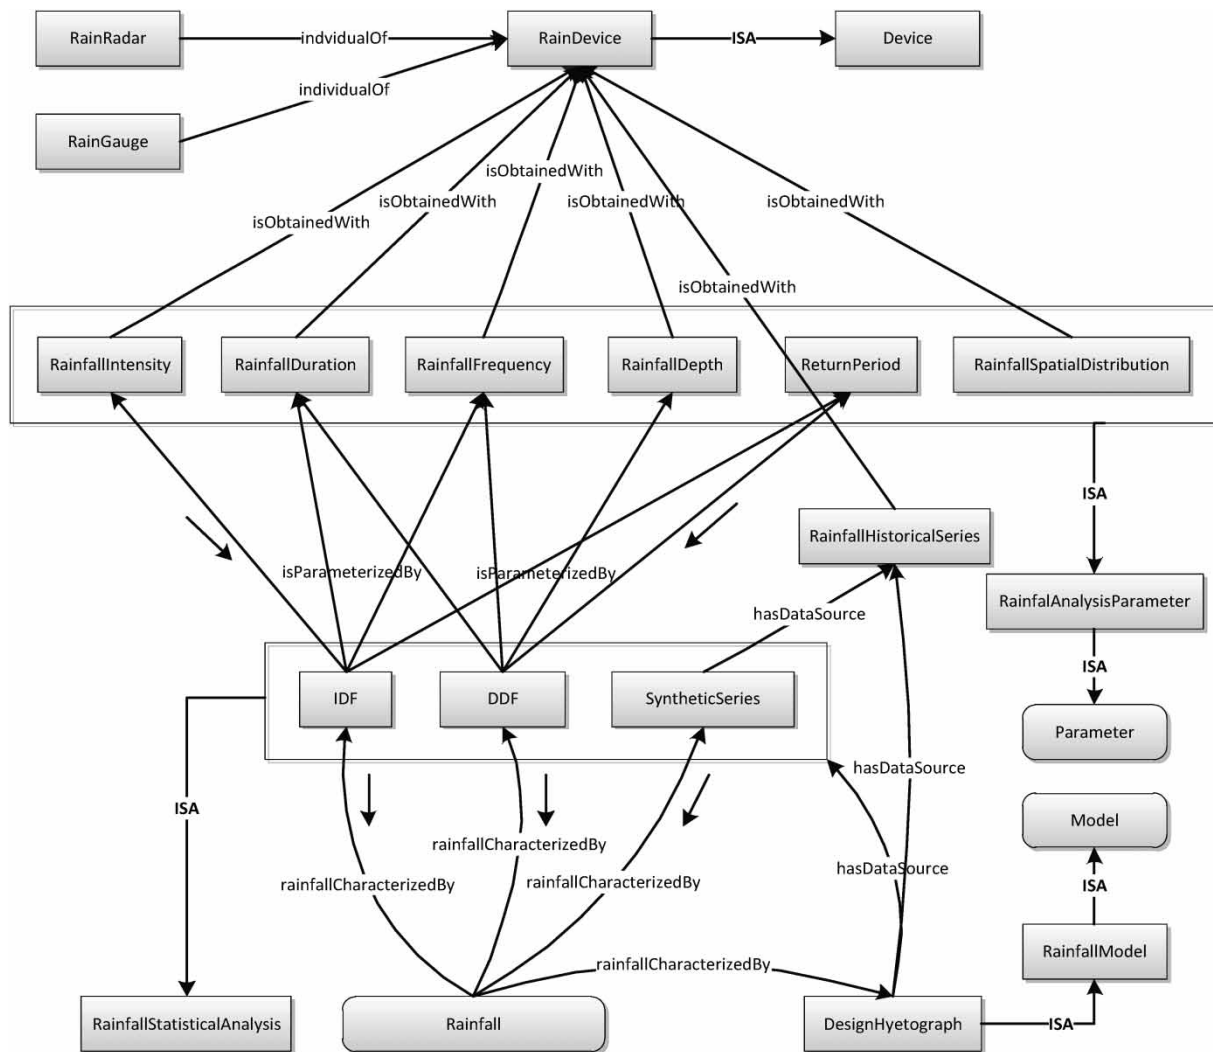 RainRadar
indvidualOf
RainDevice
ISA
Device
individualOf
RainGauge
isObtainedWith
isObtainedWith
isObtainedWith
isObtainedWith
isObtainedWith
isObtainedWith
RainfallIntensity
RainfallDuration
RainfallFrequency
RainfallDepth
ReturnPeriod
RainfallSpatialDistribution
ISA
RainfallHistoricalSeries
isParameterizedBy
isParameterizedBy
RainfalAnalysisParameter
hasDataSource
ISA
IDF
DDF
SyntheticSeries
Parameter
hasDataSource
ISA
Model
rainfallCharacterizedBy
hasDataSource
rainfallCharacterizedBy
rainfallCharacterizedBy
ISA
RainfallModel
rainfallCharacterizedBy
RainfallStatisticalAnalysis
Rainfall
DesignHyetograph
ISA